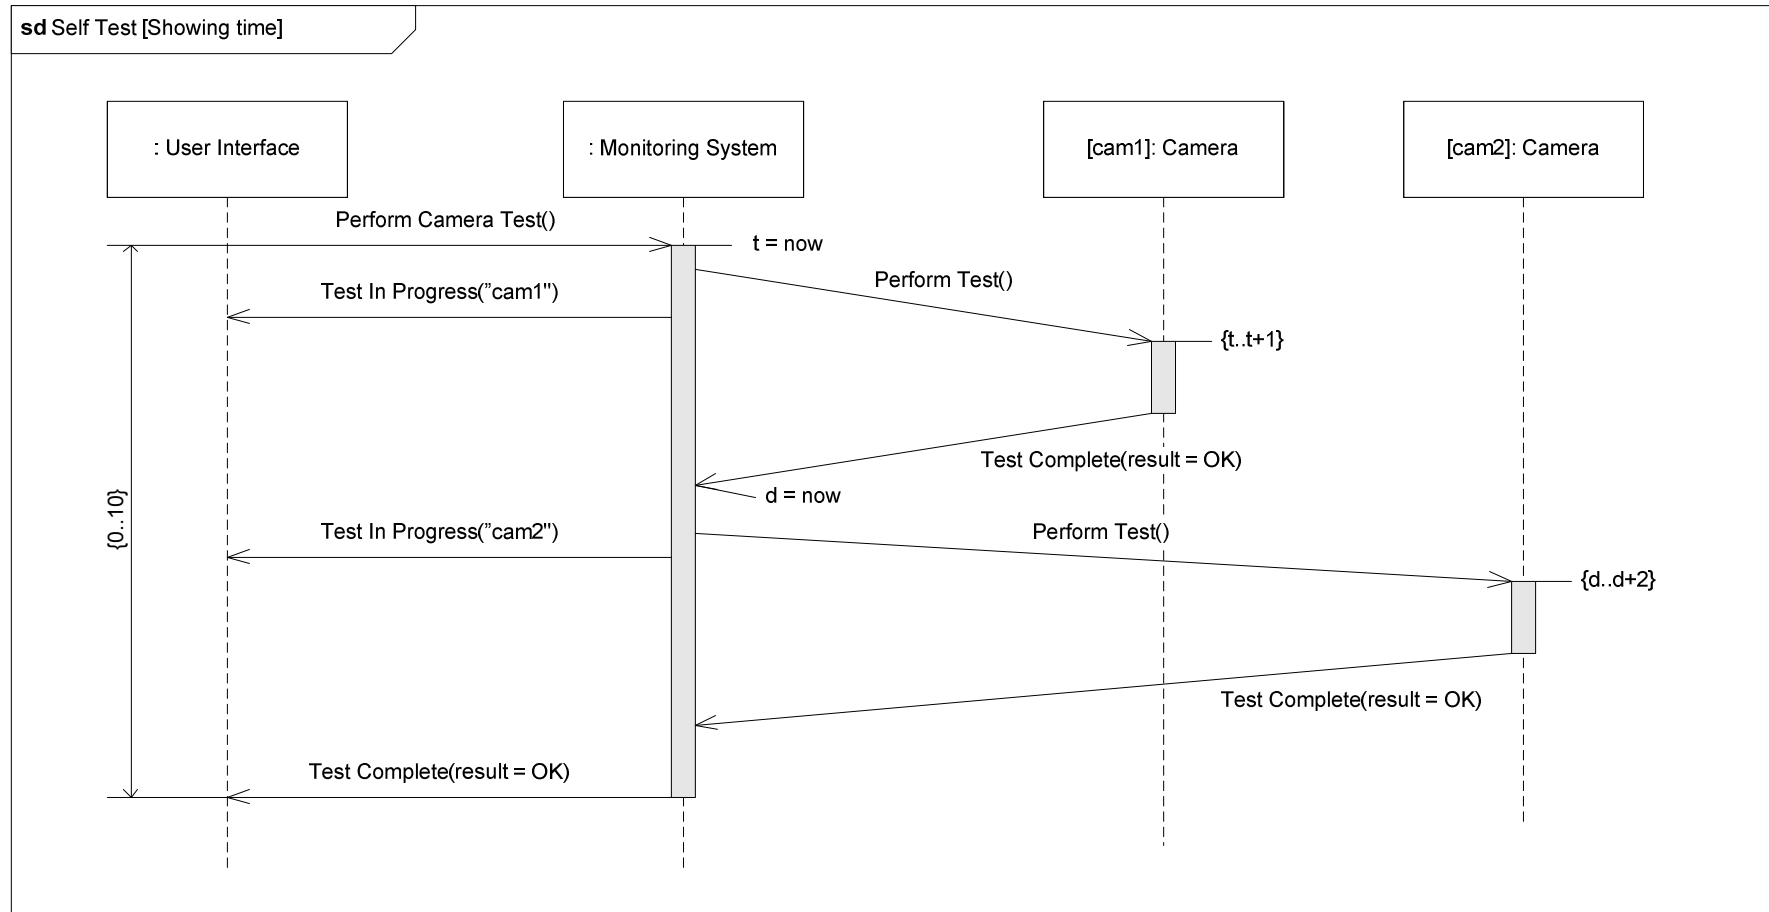 sd Self Test [Showing time]
: User Interface
: Monitoring System
[cam1]: Camera
[cam2]: Camera
Perform Camera Test()
t = now
Perform Test()
Test In Progress(”cam1")
{t..t+1}
Test Complete(result = OK)
d = now
{0..10}
Test In Progress(”cam2")
Perform Test()
{d..d+2}
Test Complete(result = OK)
Test Complete(result = OK)